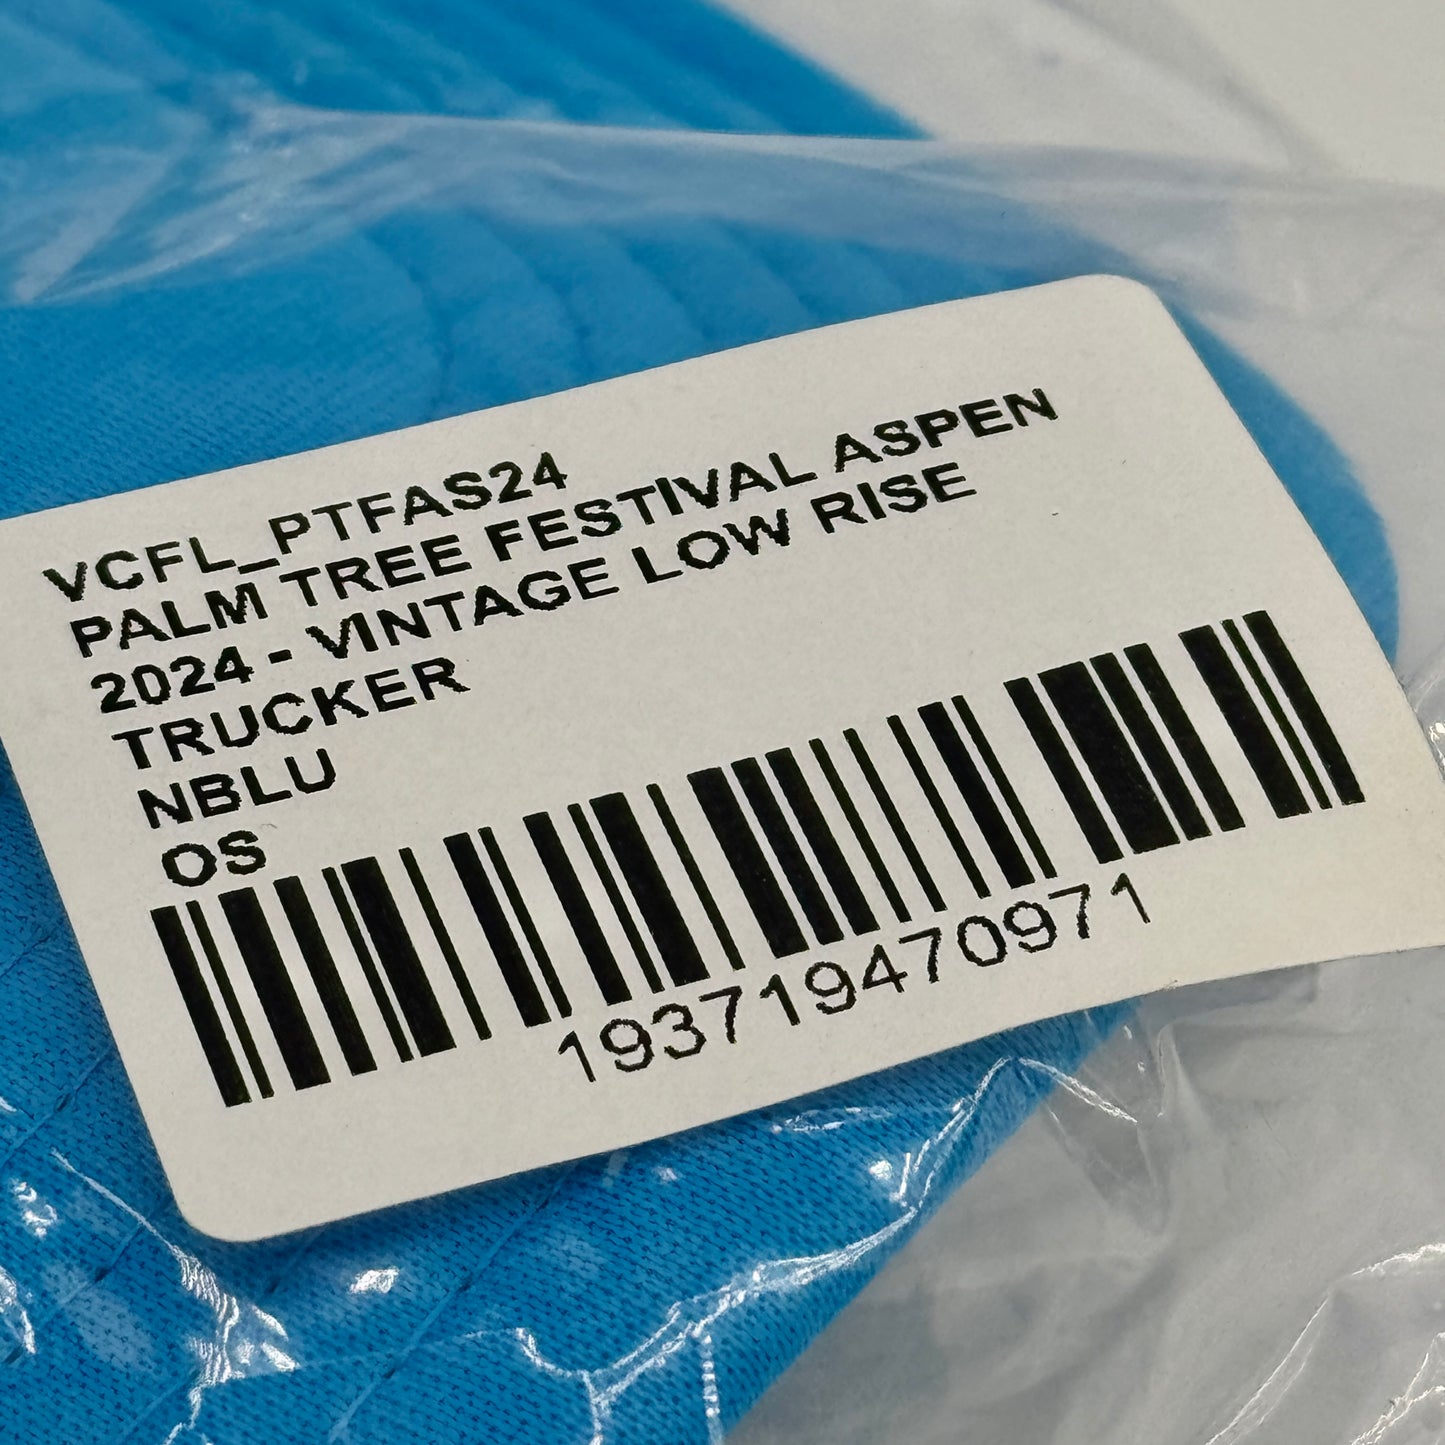 VCFL_PTFAS24
PALM TREE FESTIVAL ASPEN
2024 - VINTAGE LOW RISE
TRUCKER
NBLU
OS
193719470971